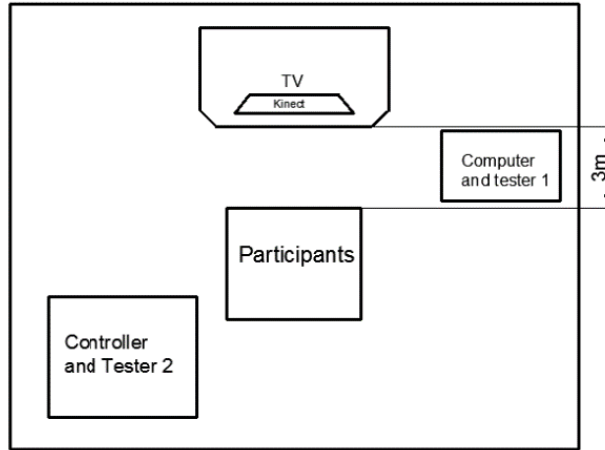 TV
Kinect
Computer
and tester 1
3m
Participants
Controller
and Tester 2